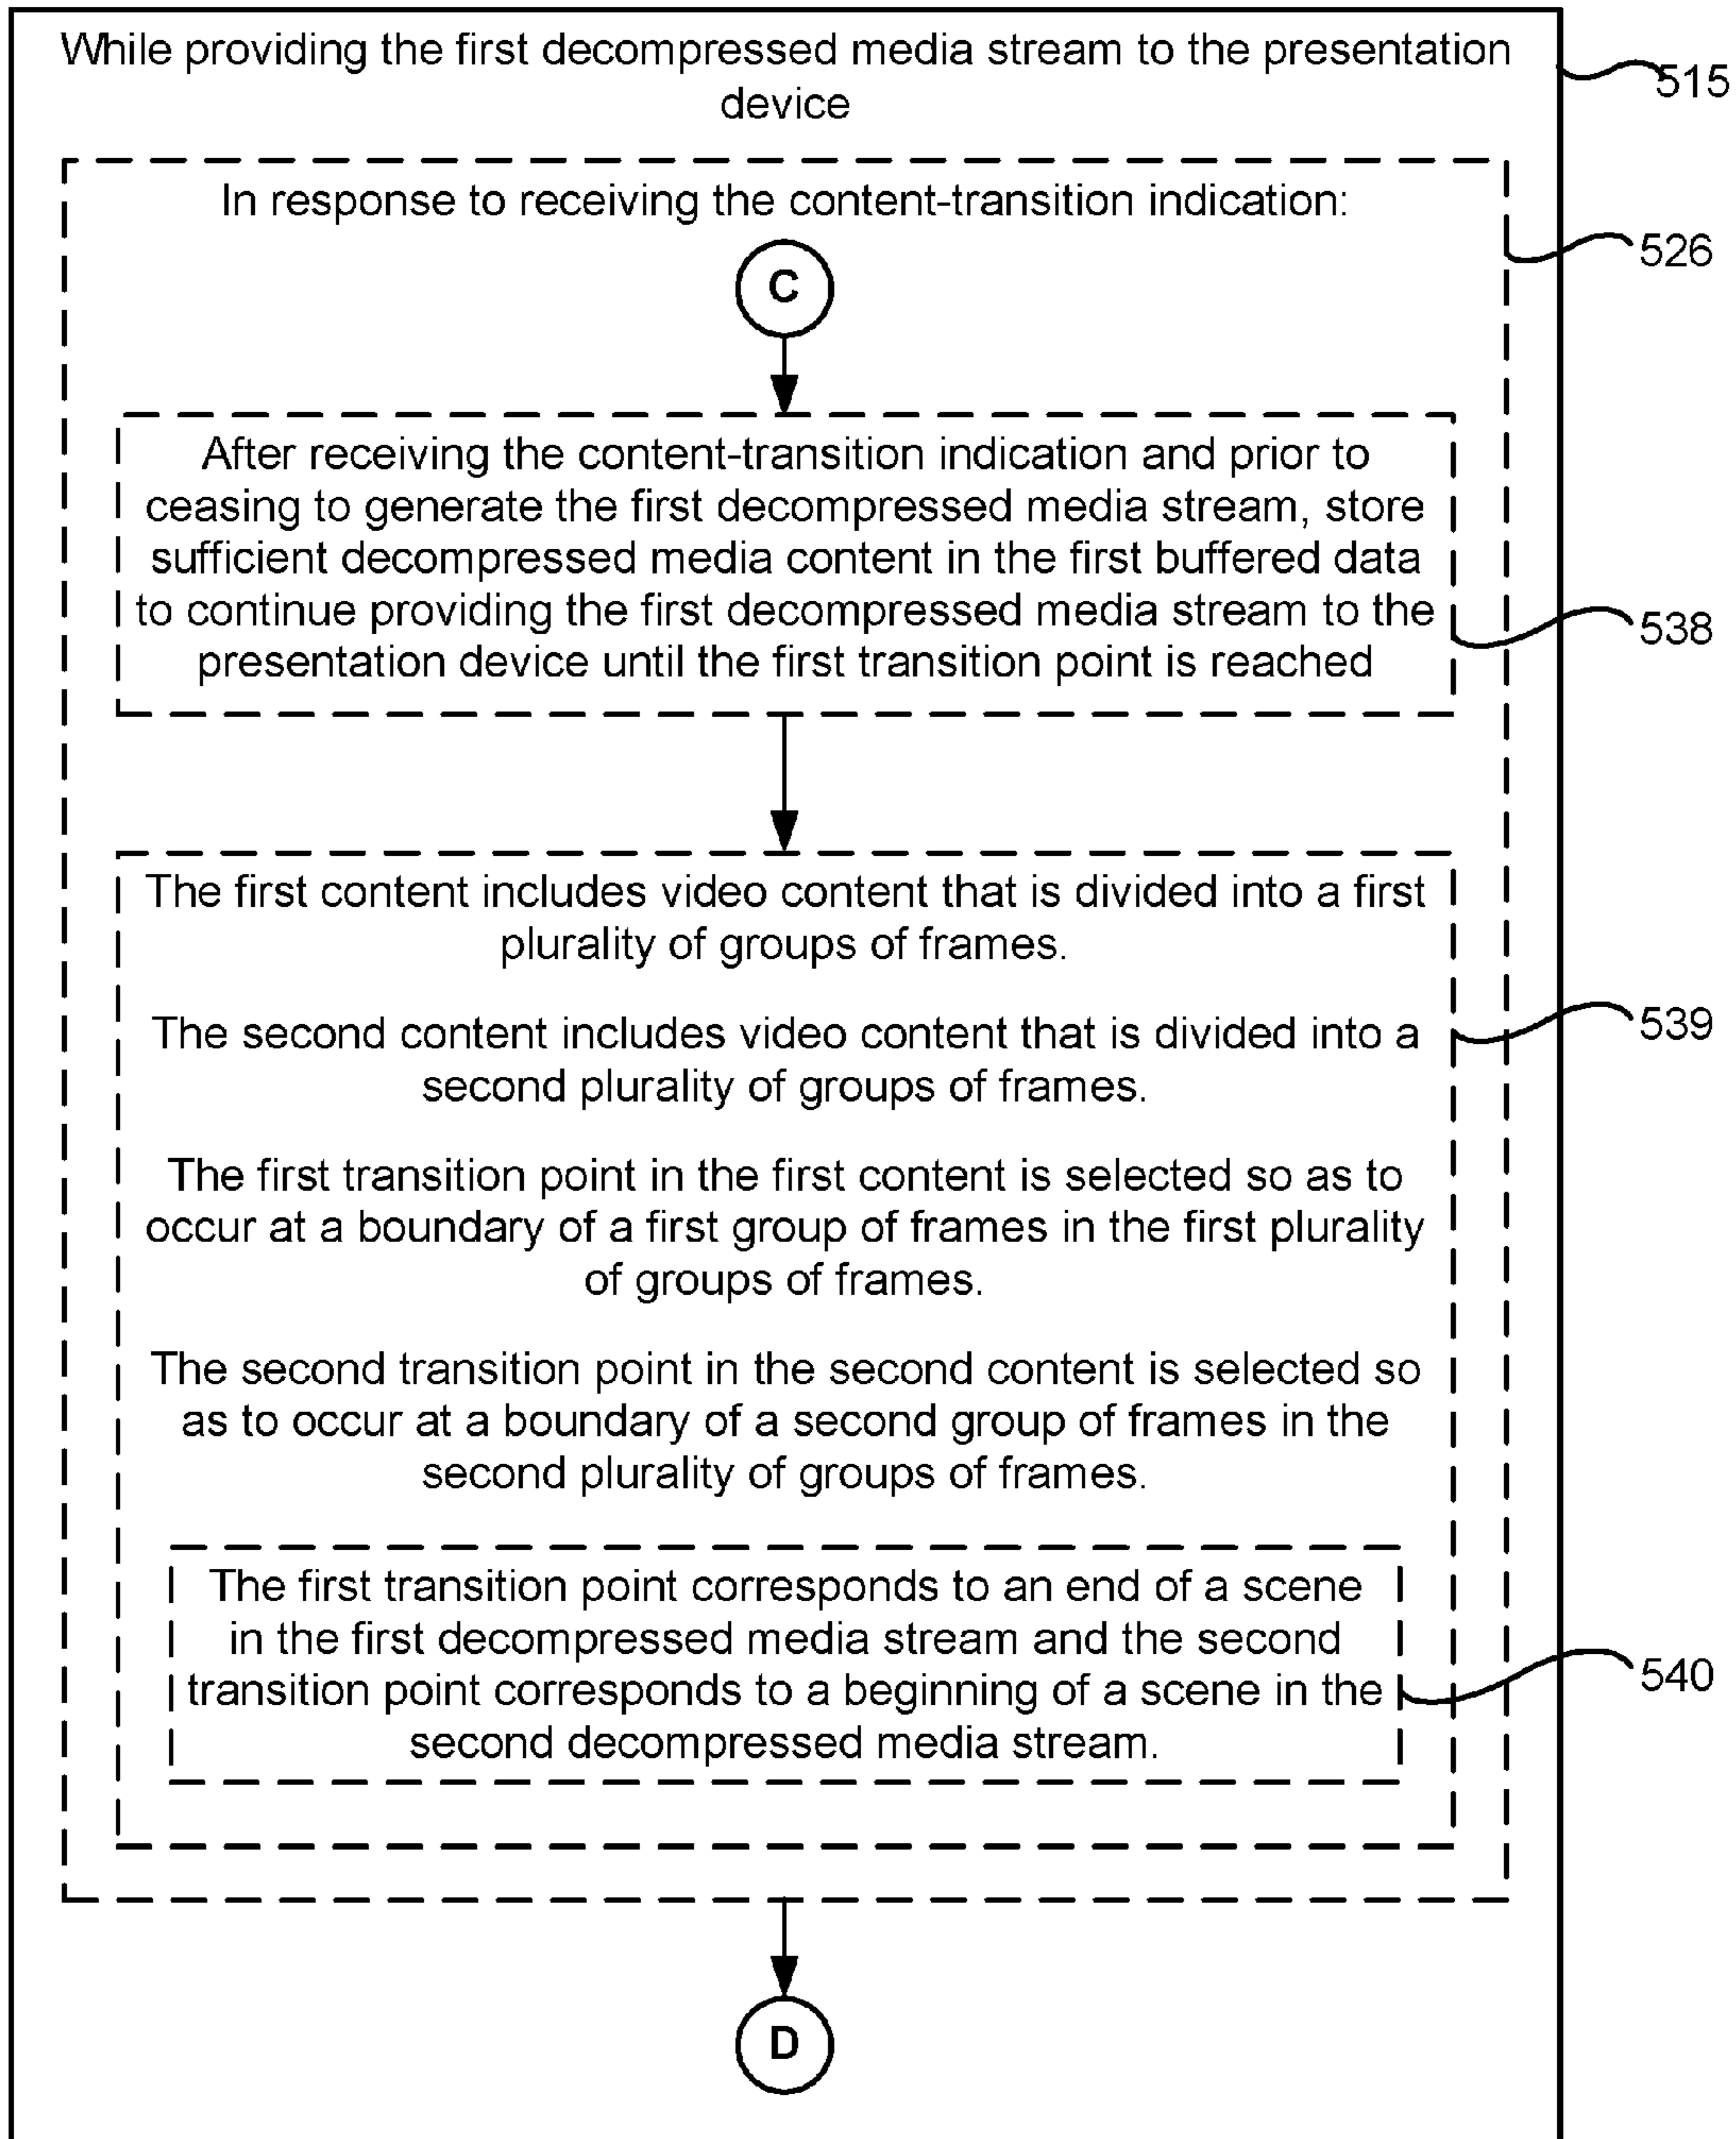 While providing the first decompressed media stream to the presentation
device
515
In response to receiving the content-transition indication:
526
C
After receiving the content-transition indication and prior to
ceasing to generate the first decompressed media stream, store
sufficient decompressed media content in the first buffered data
to continue providing the first decompressed media stream to the
presentation device until the first transition point is reached
538
The first content includes video content that is divided into a first
plurality of groups of frames.
The second content includes video content that is divided into a
second plurality of groups of frames.
539
The first transition point in the first content is selected so as to
occur at a boundary of a first group of frames in the first plurality
of groups of frames.
The second transition point in the second content is selected so
as to occur at a boundary of a second group of frames in the
second plurality of groups of frames.
The first transition point corresponds to an end of a scene
in the first decompressed media stream and the second
transition point corresponds to a beginning of a scene in the
second decompressed media stream.
540
D